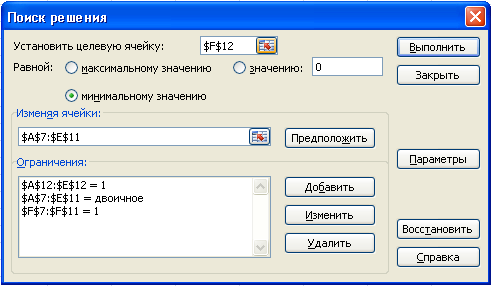 Поиск решения
Установить целевую ячейку: $F$12 Выполнить
Равной: максимальному значению значению: 0 Закрыть
минимальному значению
Изменяя ячейки:
$A$7:$E$11 Предположить
Ограничения: Параметры
$A$12:$E$12 = 1 Добавить
$A$7:$E$11 = двоичное
$F$7:$F$11 = 1 Изменить
Восстановить
Удалить
Справка